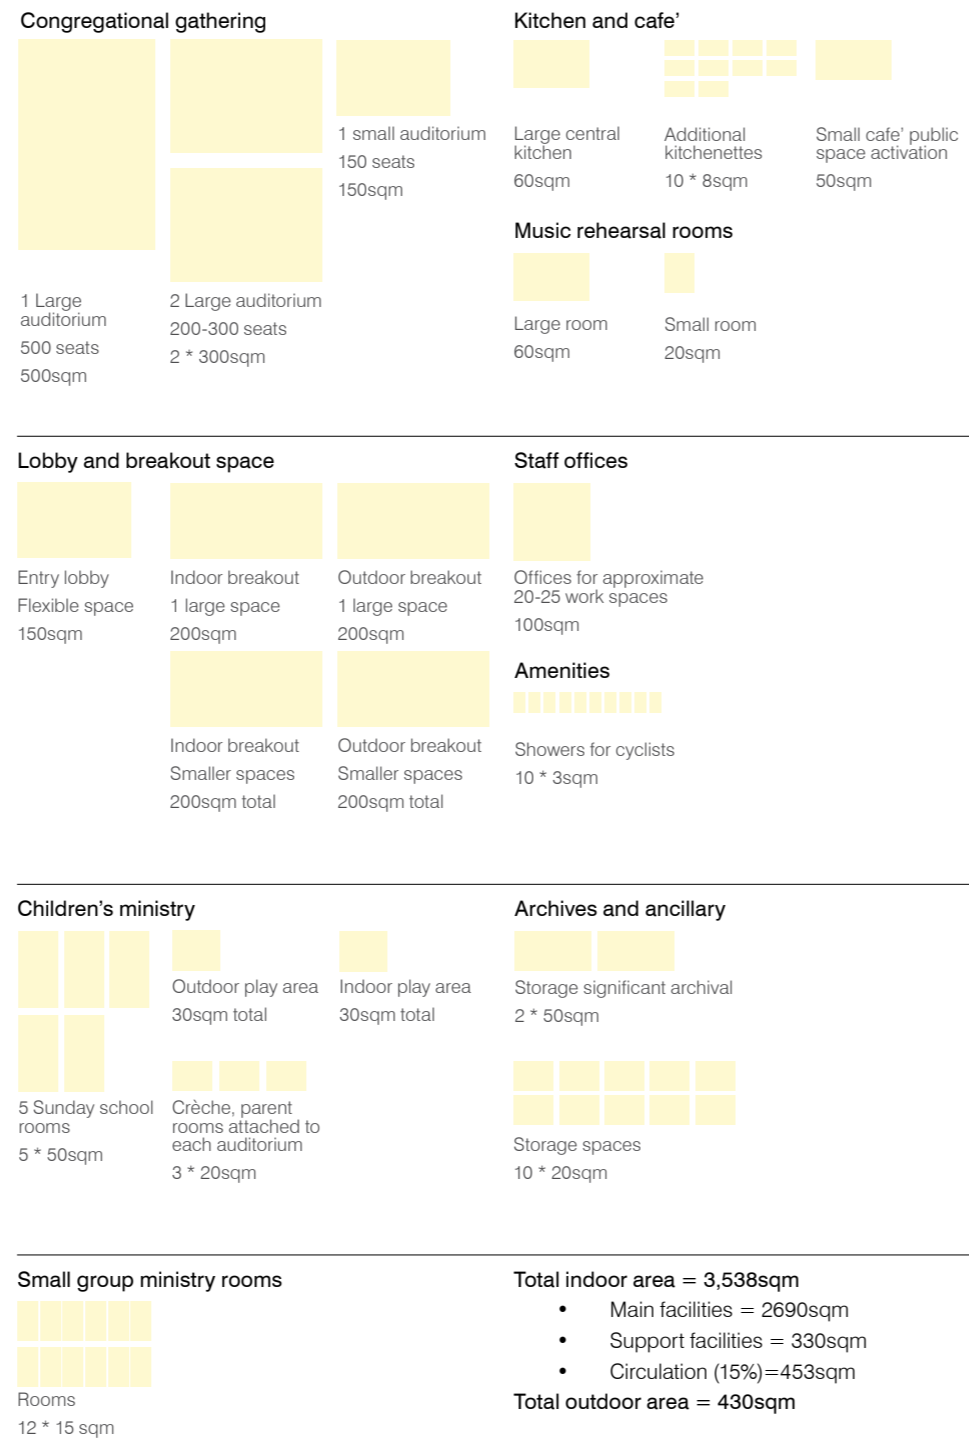 Congregational gathering
1 Large
auditorium
500 seats
500sqm
2 Large auditorium
200-300 seats
2 * 300sqm
1 small auditorium
150 seats
150sqm
Kitchen and cafe'
Large central
kitchen
60sqm
Additional
kitchenettes
10 * 8sqm
Small cafe' public
space activation
50sqm
Music rehearsal rooms
Large room
60sqm
Small room
20sqm
Lobby and breakout space
Entry lobby
Flexible space
150sqm
Indoor breakout
1 large space
200sqm
Outdoor breakout
1 large space
200sqm
Indoor breakout
Smaller spaces
200sqm total
Outdoor breakout
Smaller spaces
200sqm total
Staff offices
Offices for approximate
20-25 work spaces
100sqm
Amenities
Showers for cyclists
10 * 3sqm
Children's ministry
5 Sunday school
rooms
5 * 50sqm
Outdoor play area
30sqm total
Indoor play area
30sqm total
Crèche, parent
rooms attached to
each auditorium
3 * 20sqm
Archives and ancillary
Storage significant archival
2 * 50sqm
Storage spaces
10 * 20sqm
Small group ministry rooms
Rooms
12 * 15 sqm
Total indoor area = 3,538sqm
• Main facilities = 2690sqm
• Support facilities = 330sqm
• Circulation (15%)=453sqm
Total outdoor area = 430sqm